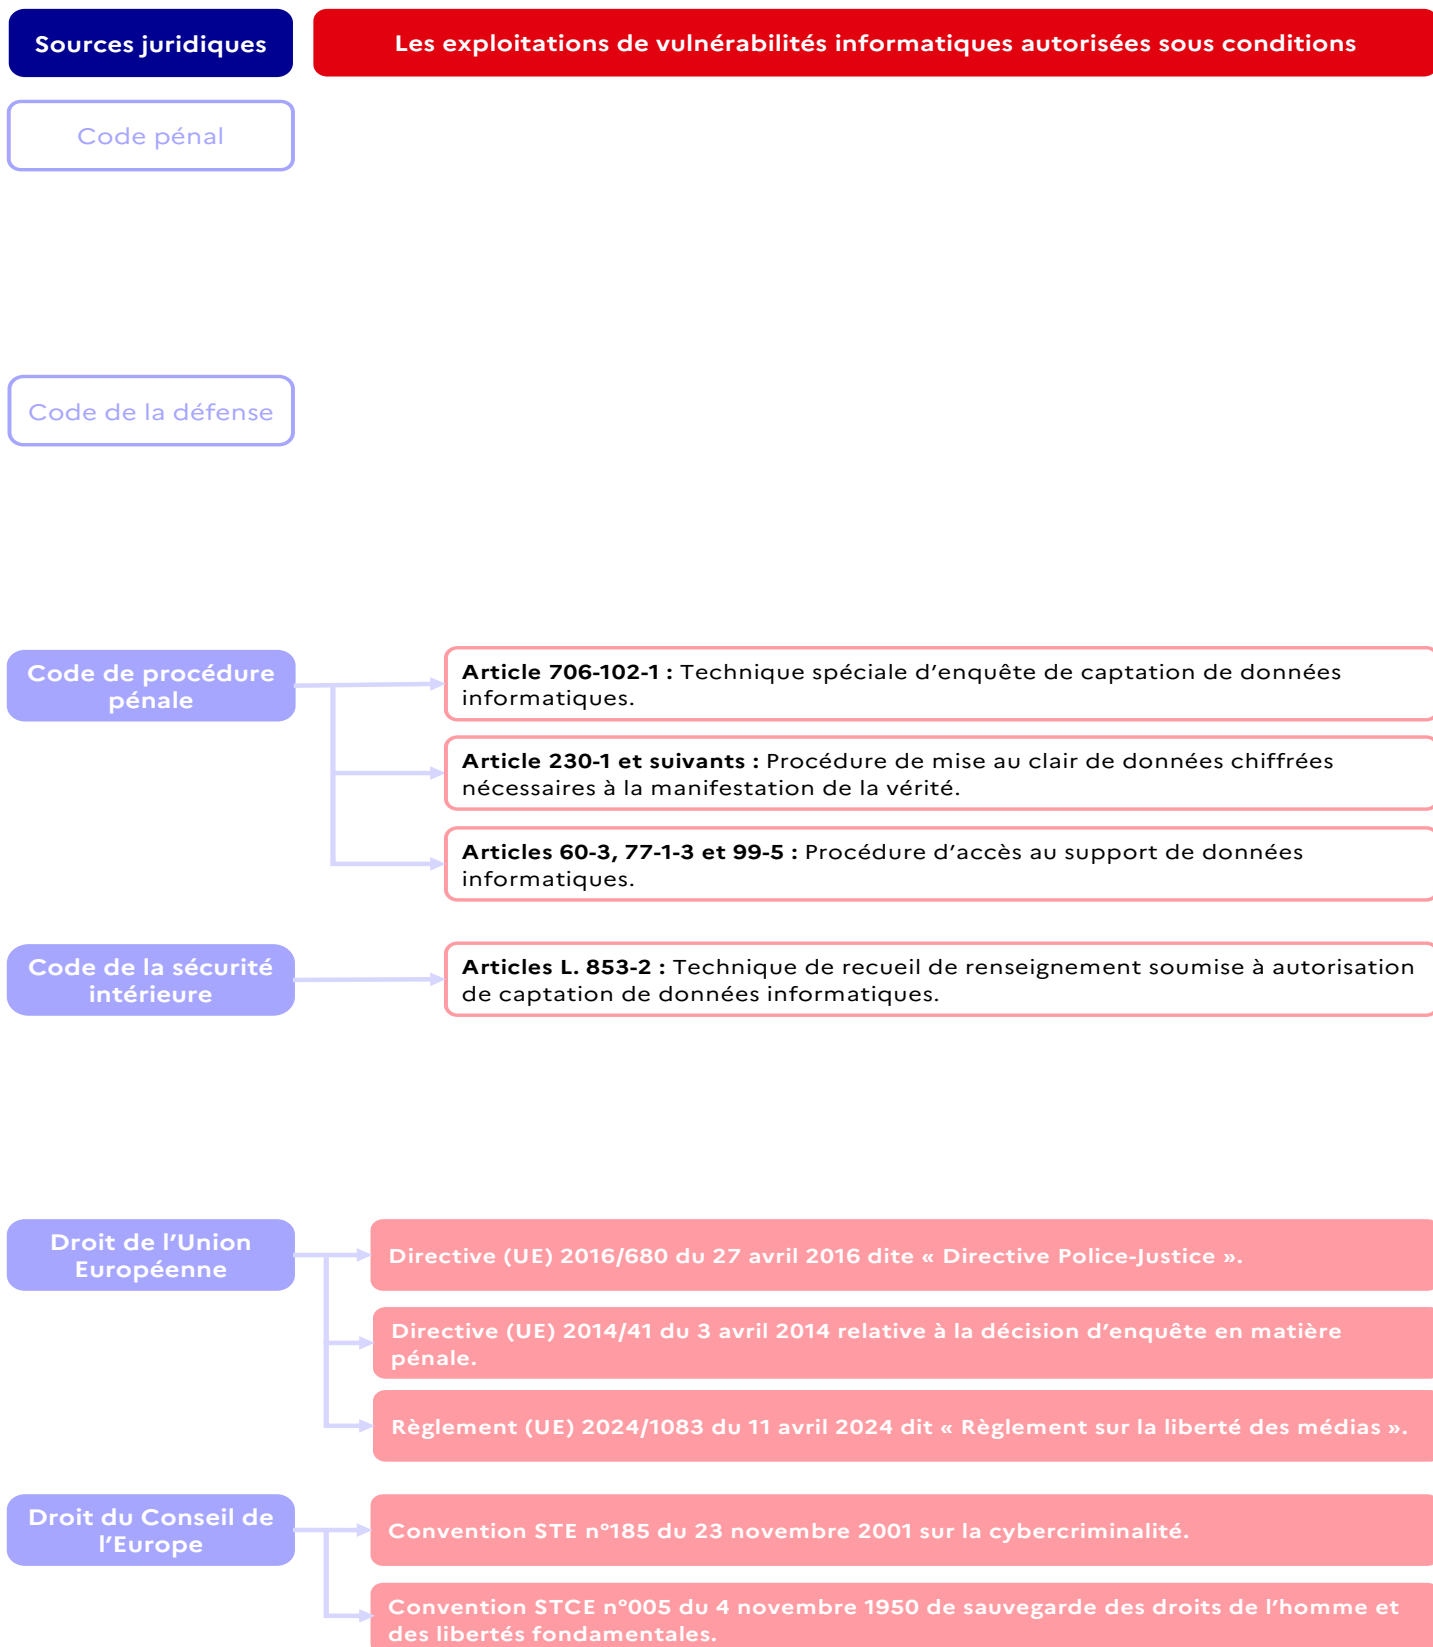 Sources juridiques
Les exploitations de vulnérabilités informatiques autorisées sous conditions
Code pénal
Code de la défense
Code de procédure
pénale
Article 706-102-1 : Technique spéciale d’enquête de captation de données
informatiques.
Article 230-1 et suivants : Procédure de mise au clair de données chiffrées
nécessaires à la manifestation de la vérité.
Articles 60-3, 77-1-3 et 99-5 : Procédure d’accès au support de données
informatiques.
Code de la sécurité
intérieure
Articles L. 853-2 : Technique de recueil de renseignement soumise à autorisation
de captation de données informatiques.
Droit de l’Union
Européenne
Directive (UE) 2016/680 du 27 avril 2016 dite « Directive Police-Justice ».
Directive (UE) 2014/41 du 3 avril 2014 relative à la décision d’enquête en matière
pénale.
Règlement (UE) 2024/1083 du 11 avril 2024 dit « Règlement sur la liberté des médias ».
Droit du Conseil de
l’Europe
Convention STE n°185 du 23 novembre 2001 sur la cybercriminalité.
Convention STCE n°005 du 4 novembre 1950 de sauvegarde des droits de l’homme et
des libertés fondamentales.